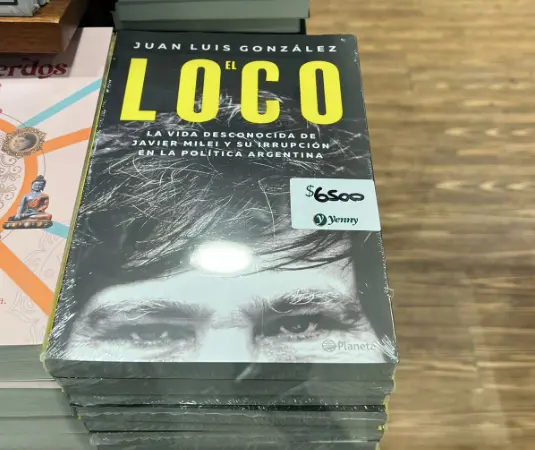 JUAN LUIS GONZÁLEZ
EL
LOCO
LA VIDA DESCONOCIDA DE
JAVIER MILEI Y SU IRRUPCIÓN
EN LA POLÍTICA ARGENTINA
$6500
y yenny
Planeta
erdos